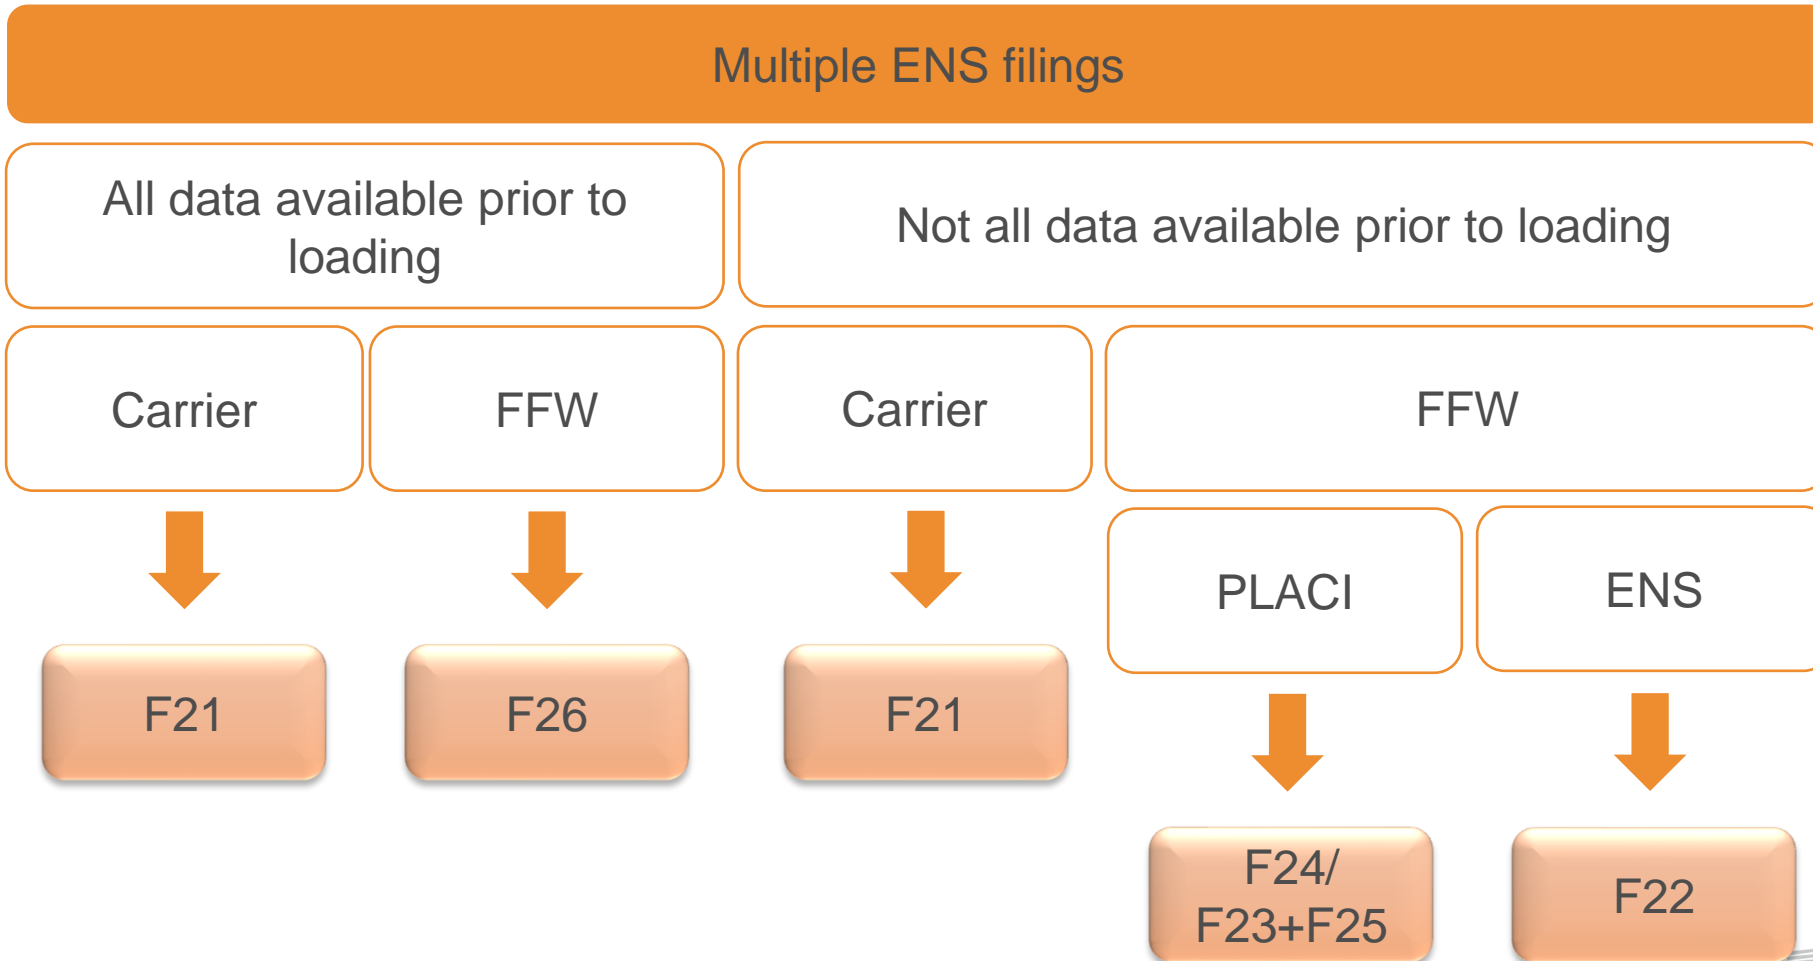 Multiple ENS filings
All data available prior to
loading
Not all data available prior to loading
Carrier
FFW
Carrier
FFW
PLACI
ENS
F21
F26
F21
F24/
F23+F25
F22